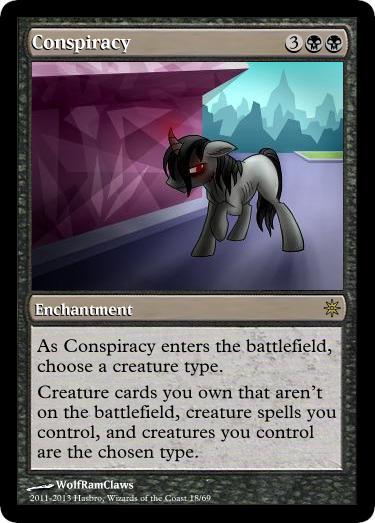 Conspiracy 3
Enchantment
As Conspiracy enters the battlefield,
choose a creature type.
Creature cards you own that aren't
on the battlefield, creature spells you
control, and creatures you control
are the chosen type.
WolfRamClaws
2011-2013 Hasbro, Wizards of the Coast 18/69